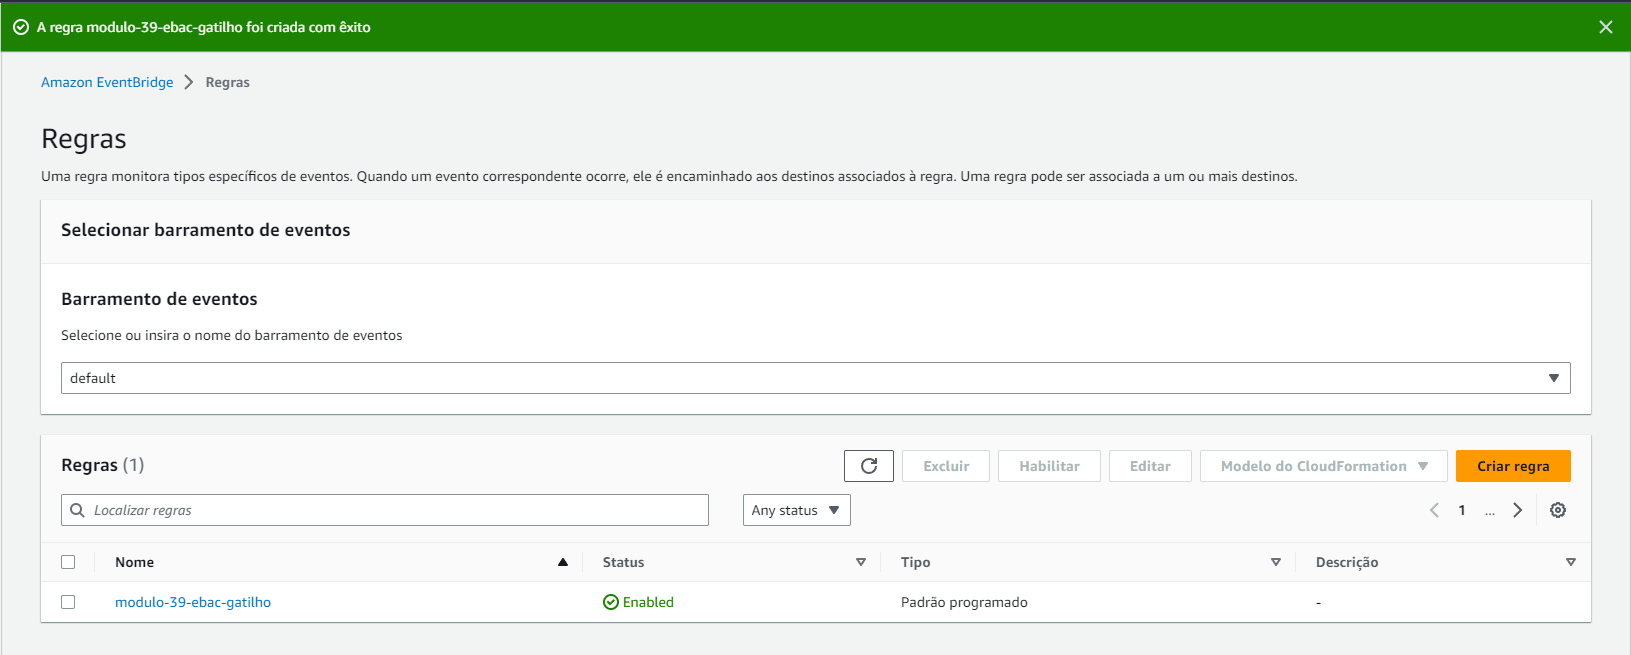 A regra modulo-39-ebac-gatilho foi criada com êxito
Amazon EventBridge Regras
Regras
Uma regra monitora tipos específicos de eventos. Quando um evento correspondente ocorre, ele é encaminhado aos destinos associados à regra. Uma regra pode ser associada a um ou mais destinos.
Selecionar barramento de eventos
Barramento de eventos
Selecione ou insira o nome do barramento de eventos
default
Regras (1) Excluir Habilitar Editar Modelo do CloudFormation Criar regra
Localizar regras Any status 1 ...
Nome Status Tipo Descrição
modulo-39-ebac-gatilho Enabled Padrão programado -